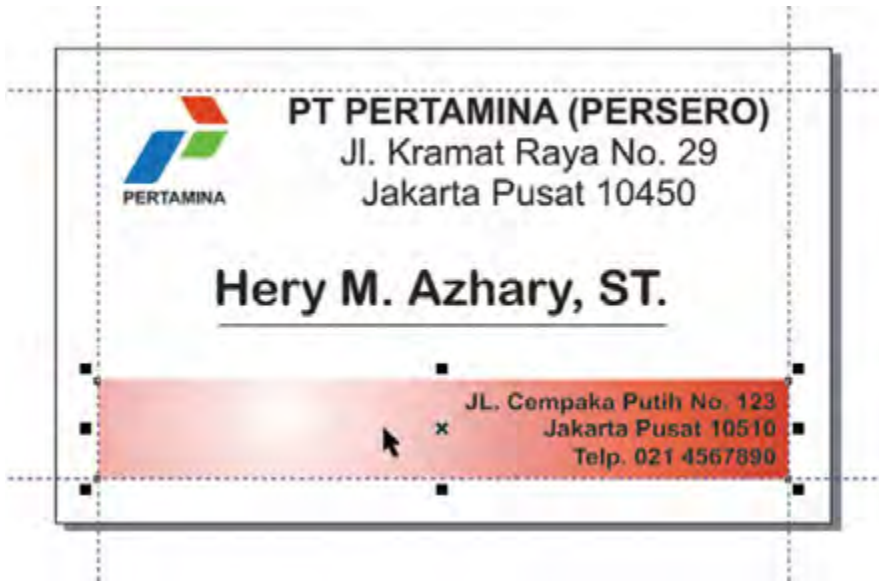 PT PERTAMINA (PERSERO)
Jl. Kramat Raya No. 29
Jakarta Pusat 10450
PERTAMINA
Hery M. Azhary, ST.
JL. Cempaka Putih No. 123
Jakarta Pusat 10510
Telp. 021 4567890